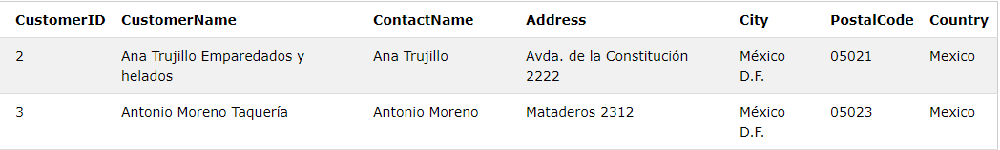 CustomerID CustomerName ContactName Address City PostalCode Country
2 Ana Trujillo Emparedados y Ana Trujillo Avda. de la Constitución México 05021 Mexico
helados 2222 D.F.
3 Antonio Moreno Taquería Antonio Moreno Mataderos 2312 México 05023 Mexico
D.F.